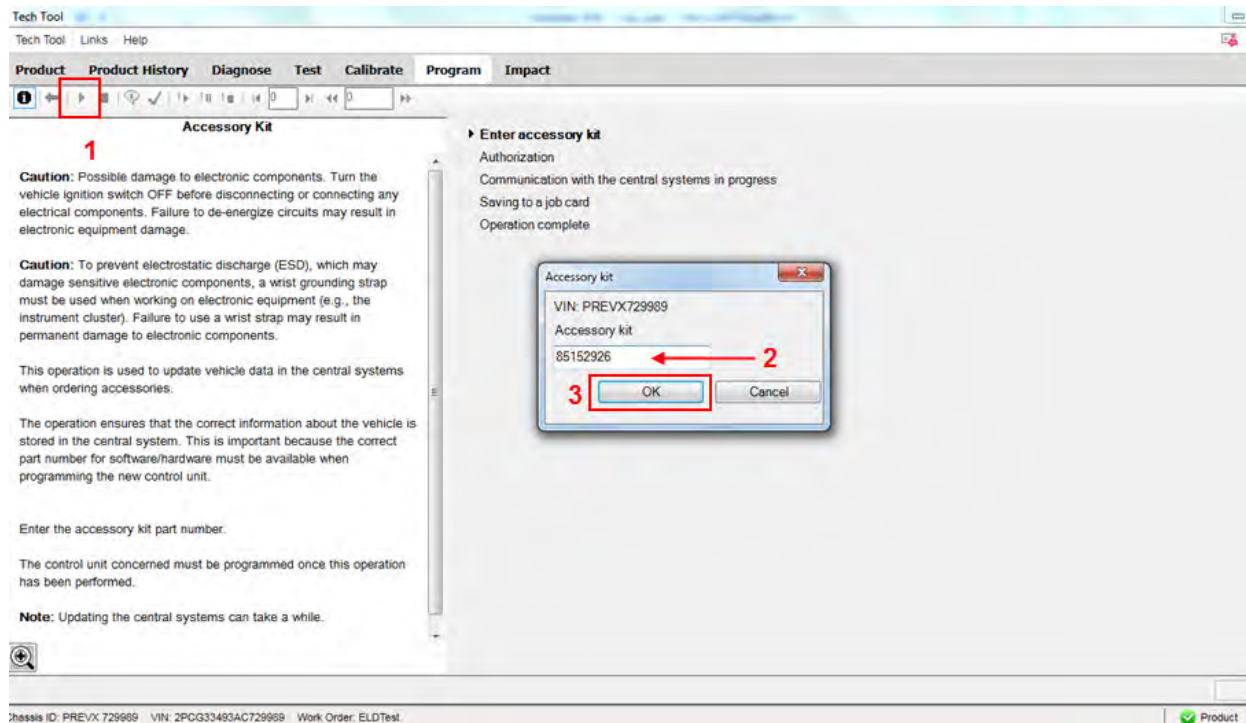 Tech Tool
Tech Tool Links Help
Product Product History Diagnose Test Calibrate Program Impact
0 0
1
Accessory Kit
Caution: Possible damage to electronic components. Turn the
vehicle ignition switch OFF before disconnecting or connecting any
electrical components. Failure to de-energize circuits may result in
electronic equipment damage.
Caution: To prevent electrostatic discharge (ESD), which may
damage sensitive electronic components, a wrist grounding strap
must be used when working on electronic equipment (e.g., the
instrument cluster). Failure to use a wrist strap may result in
permanent damage to electronic components.
This operation is used to update vehicle data in the central systems
when ordering accessories.
The operation ensures that the correct information about the vehicle is
stored in the central system. This is important because the correct
part number for software/hardware must be available when
programming the new control unit.
Enter the accessory kit part number.
The control unit concerned must be programmed once this operation
has been performed.
Note: Updating the central systems can take a while.
Enter accessory kit
Authorization
Communication with the central systems in progress
Saving to a job card
Operation complete
Accessory kit
VIN: PREVX729989
Accessory kit
85152926
2
3
OK Cancel
Chassis ID: PREVX 729989 VIN: 2PCG33493AC729989 Work Order: ELDTest. Product